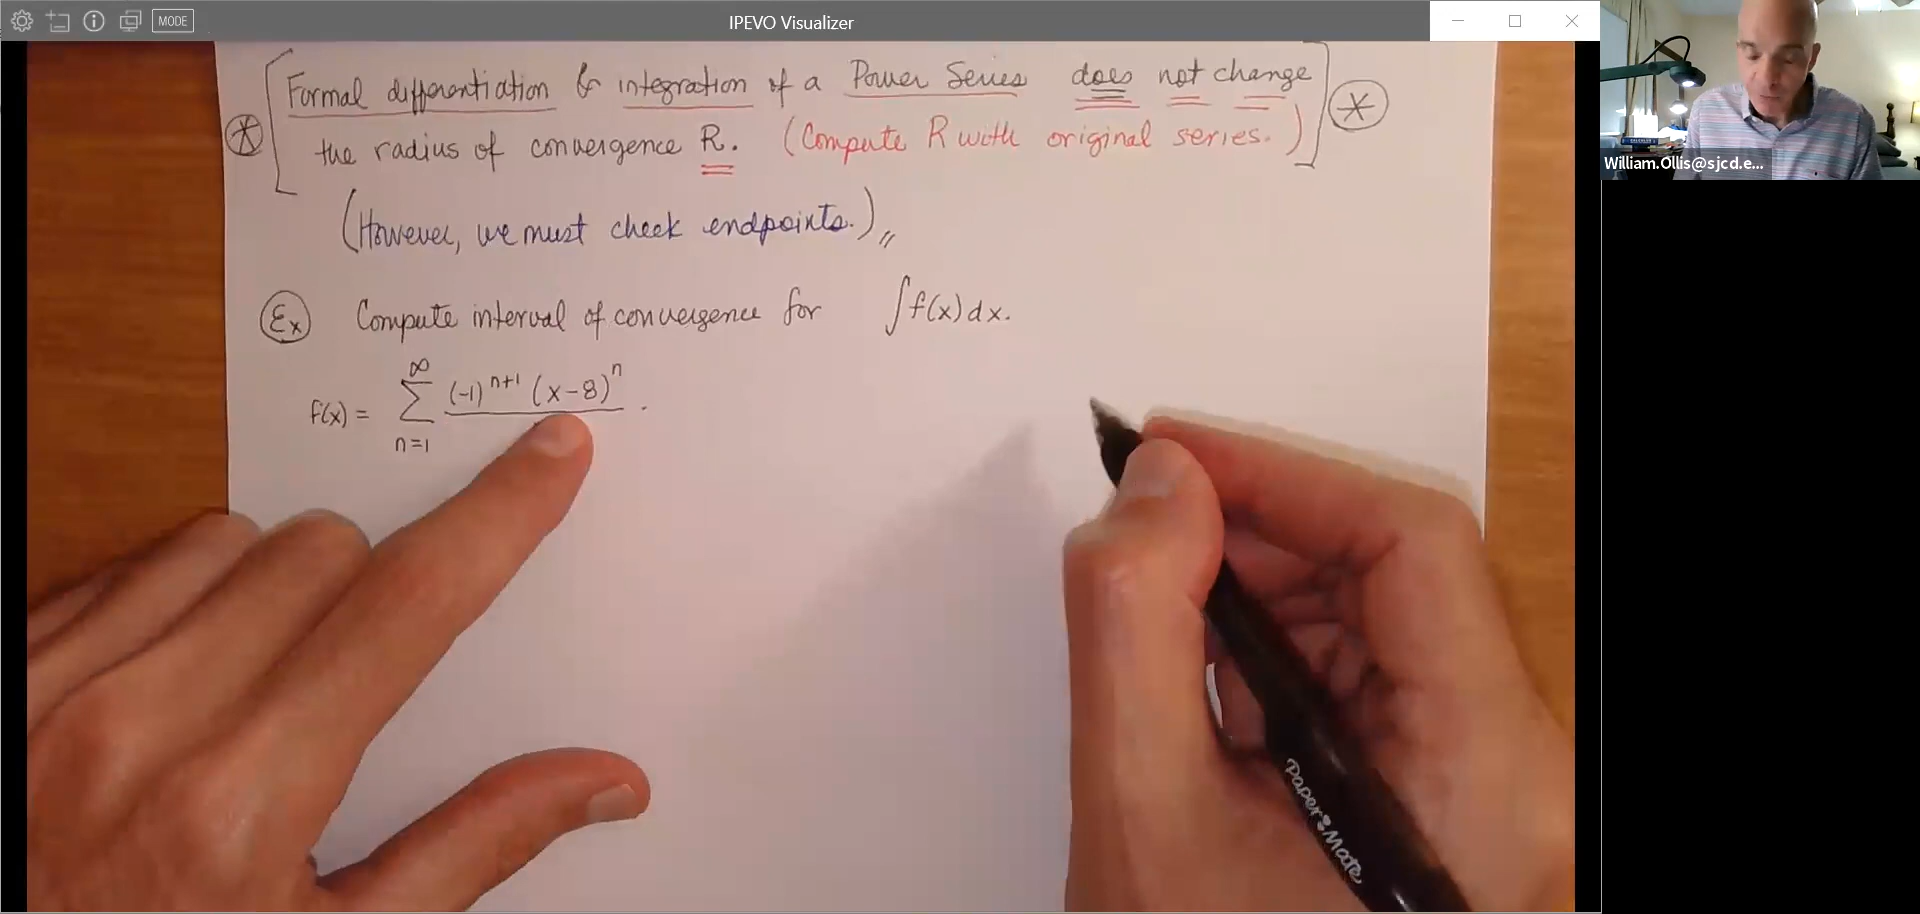 MODE
IPEVO Visualizer
Formal differentiation & integration of a Power Series does not change
the radius of convergence R. (Compute R with original series.)
(However, we must check endpoints.)
Ex Compute interval of convergence for ∫f(x)dx.
f(x) = ∑_{n=1}^{∞} (-1)^{n+1} (x-8)^n
William.Ollis@sjcd.e...
Paper Mate